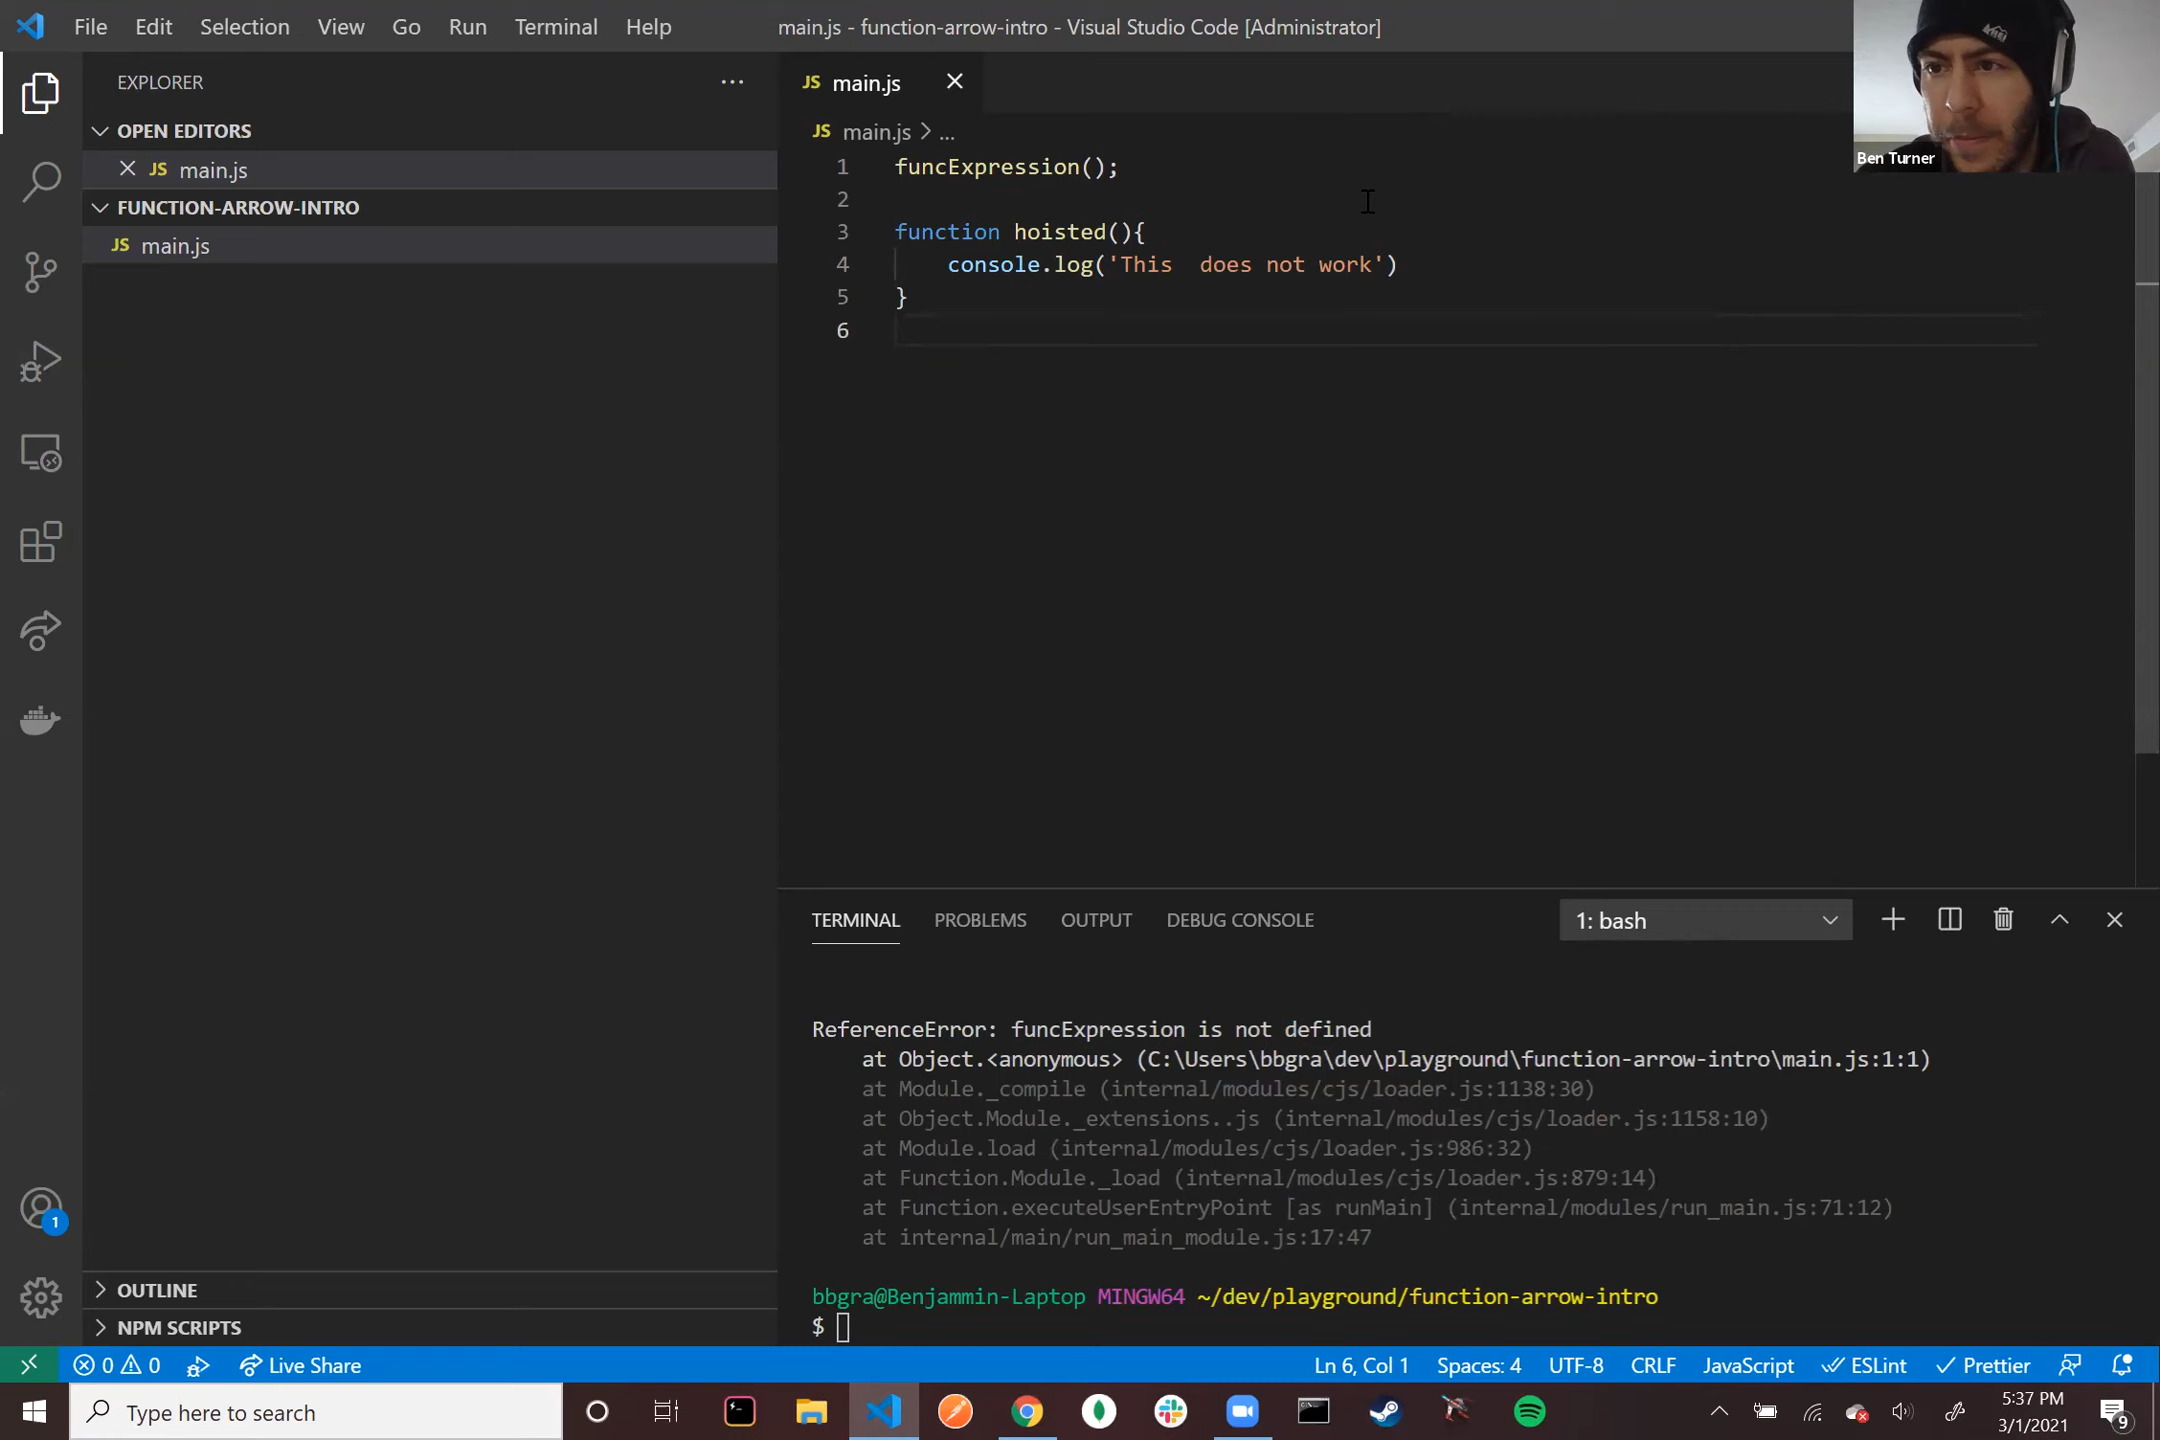 File Edit Selection View Go Run Terminal Help main.js - function-arrow-intro - Visual Studio Code [Administrator]
EXPLORER ...
OPEN EDITORS
JS main.js
FUNCTION-ARROW-INTRO
JS main.js
OUTLINE
NPM SCRIPTS
1
JS main.js
JS main.js > ...
1 funcExpression();
2
3 function hoisted(){
4 console.log('This  does not work')
5 }
6
Ben Turner
TERMINAL PROBLEMS OUTPUT DEBUG CONSOLE 1: bash
ReferenceError: funcExpression is not defined
at Object.<anonymous> (C:\Users\bbgra\dev\playground\function-arrow-intro\main.js:1:1)
at Module._compile (internal/modules/cjs/loader.js:1138:30)
at Object.Module._extensions..js (internal/modules/cjs/loader.js:1158:10)
at Module.load (internal/modules/cjs/loader.js:986:32)
at Function.Module._load (internal/modules/cjs/loader.js:879:14)
at Function.executeUserEntryPoint [as runMain] (internal/modules/run_main.js:71:12)
at internal/main/run_main_module.js:17:47
bbgra@Benjammin-Laptop MINGW64 ~/dev/playground/function-arrow-intro
$
0 0 Live Share Ln 6, Col 1 Spaces: 4 UTF-8 CRLF JavaScript ESLint Prettier
Type here to search 5:37 PM
3/1/2021
9